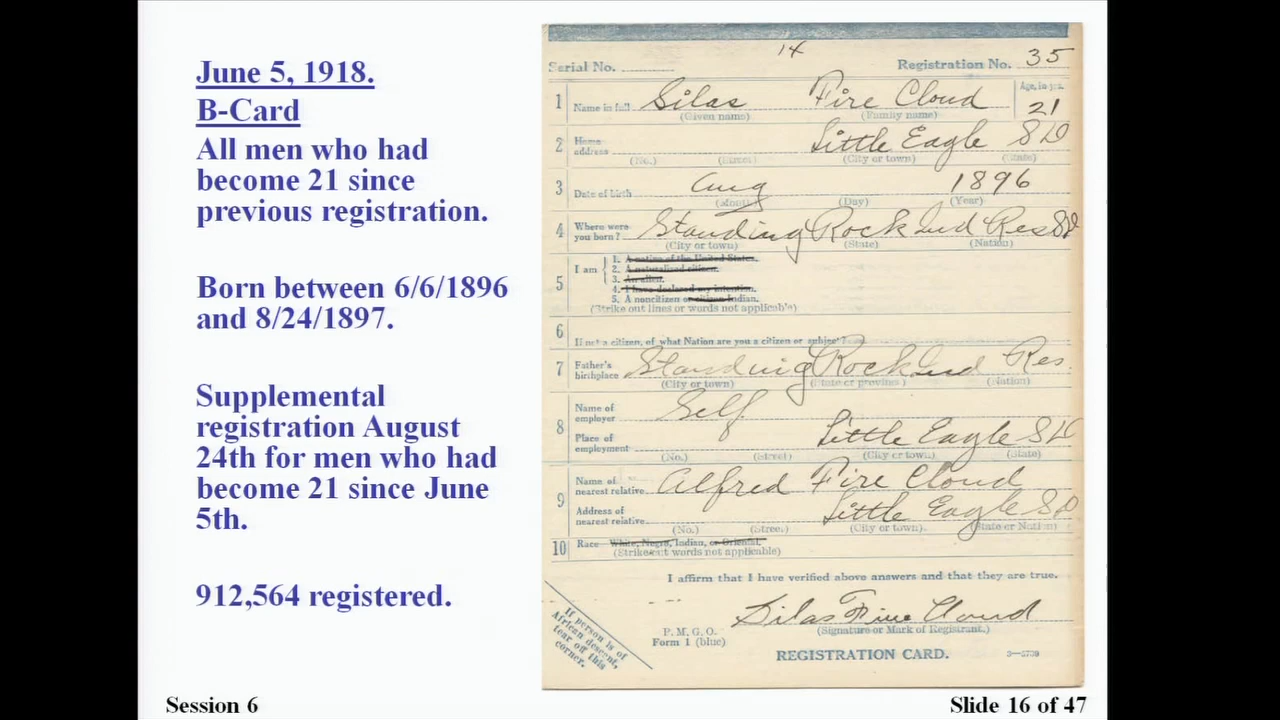 June 5, 1918.
B-Card
All men who had
become 21 since
previous registration.
Born between 6/6/1896
and 8/24/1897.
Supplemental
registration August
24th for men who had
become 21 since June
5th.
912,564 registered.
14
Serial No. Registration No. 35
1 Name in full Silas Fire Cloud Age, in yrs. 21
(Given name) (Family name)
2 Home address Little Eagle S D
(No.) (Street) (City or town) (State)
3 Date of birth Aug 1896
(Month) (Day) (Year)
4 Where were you born? Standing Rock Ind Res SD
(City or town) (State) (Nation)
5 I am
1. A native of the United States.
2. A naturalized citizen.
3. An alien.
4. I have declared my intention.
5. A noncitizen or citizen Indian.
(Strike out lines or words not applicable)
6 If not a citizen, of what Nation are you a citizen or subject?
7 Father's birthplace Standing Rock Ind Res.
(City or town) (State or province) (Nation)
8 Name of employer Self
Place of employment Little Eagle S D
(No.) (Street) (City or town) (State)
9 Name of nearest relative Alfred Fire Cloud
Address of nearest relative Little Eagle S D
(No.) (Street) (City or town) (State or Nation)
10 Race White, Negro, Indian, or Oriental.
(Strike out words not applicable)
I affirm that I have verified above answers and that they are true.
Silas Fire Cloud
(Signature or Mark of Registrant.)
P. M. G. O.
Form 1 (blue)
REGISTRATION CARD.
If person is of
African descent,
tear off this
corner.
Session 6
Slide 16 of 47